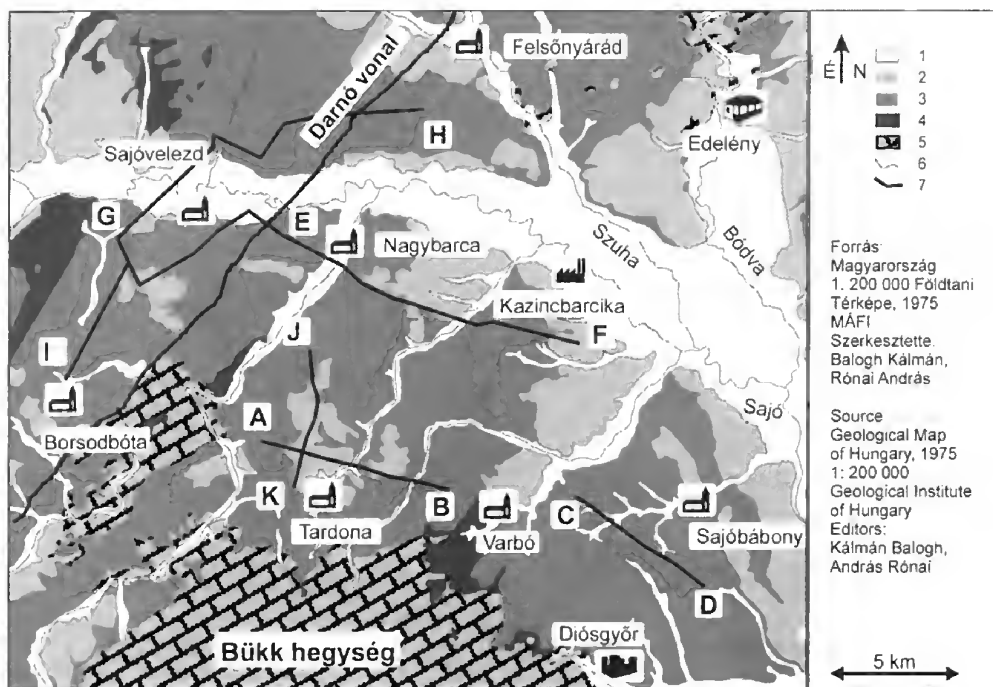 Darnó vonal
Felsőnyárád
Edelény
Sajóvelezd
H
G
E
Nagybarca
Szuha
Bódva
Kazincbarcika
F
J
I
Sajó
A
Borsodbóta
K
B
Tardona
Varbó
C
Sajóbábony
D
Bükk hegység
Diósgyőr
É N
1
2
3
4
5
6
7
Forrás
Magyarország
1. 200 000 Földtani
Térképe, 1975
MÁFI
Szerkesztette.
Balogh Kálmán,
Rónai András
Source
Geological Map
of Hungary, 1975
1: 200 000
Geological Institute
of Hungary
Editors:
Kálmán Balogh,
András Rónai
5 km